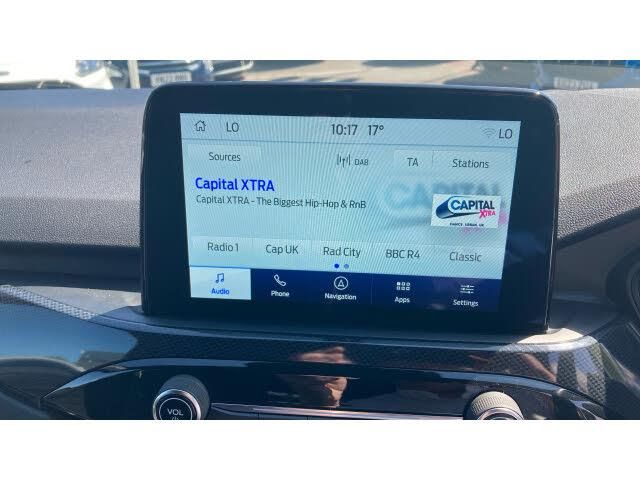 LO 10:17 17° LO
Sources DAB TA Stations
Capital XTRA
Capital XTRA - The Biggest Hip-Hop & RnB
CAPITAL
XTRA
Radio 1 Cap UK Rad City BBC R4 Classic
Audio Phone Navigation Apps Settings
VOL